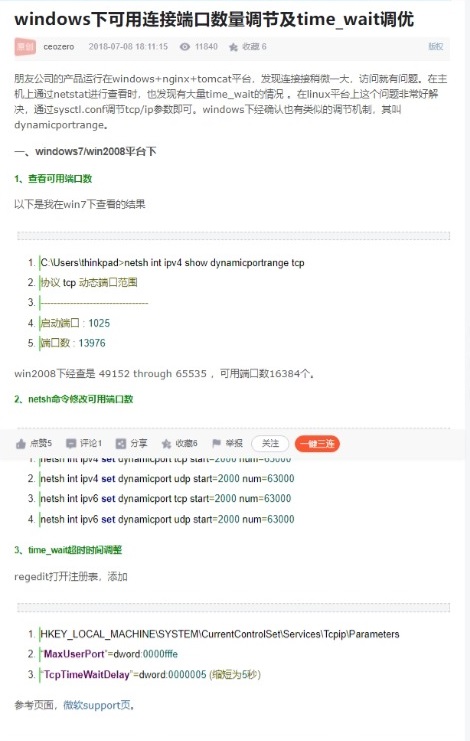 windows下可用连接端口数量调节及time_wait调优
原创 ceozero 2018-07-08 18:11:15 11840 收藏 6 版权
朋友公司的产品运行在windows+nginx+tomcat平台，发现连接接稍微一大，访问就有问题。在主
机上通过netstat进行查看时，也发现有大量time_wait的情况 。在linux平台上这个问题非常好解
决，通过sysctl.conf调节tcp/ip参数即可。windows下经确认也有类似的调节机制，其叫
dynamicportrange。
一、windows7/win2008平台下
1、查看可用端口数
以下是我在win7下查看的结果
1. C:\Users\thinkpad>netsh int ipv4 show dynamicportrange tcp
2. 协议 tcp 动态端口范围
3. ---------------------------------
4. 启动端口 : 1025
5. 端口数 : 13976
win2008下经查是 49152 through 65535 ，可用端口数16384个。
2、netsh命令修改可用端口数
点赞5 评论1 分享 收藏6 举报 关注 一键三连
1. netsh int ipv4 set dynamicport tcp start=2000 num=63000
2. netsh int ipv4 set dynamicport udp start=2000 num=63000
3. netsh int ipv6 set dynamicport tcp start=2000 num=63000
4. netsh int ipv6 set dynamicport udp start=2000 num=63000
3、time_wait超时时间调整
regedit打开注册表，添加
1. HKEY_LOCAL_MACHINE\SYSTEM\CurrentControlSet\Services\Tcpip\Parameters
2. "MaxUserPort"=dword:0000fffe
3. "TcpTimeWaitDelay"=dword:0000005 (缩短为5秒)
参考页面，微软support页。